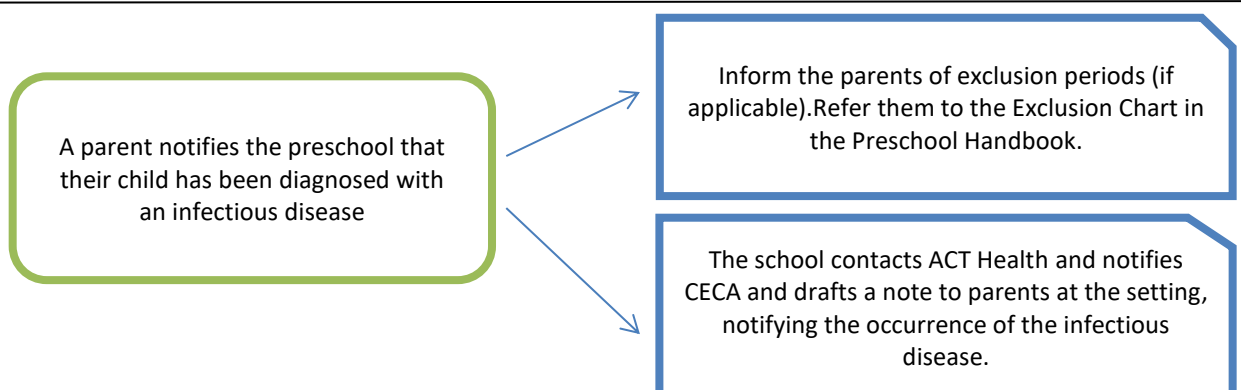 A parent notifies the preschool that
their child has been diagnosed with
an infectious disease
Inform the parents of exclusion periods (if
applicable).Refer them to the Exclusion Chart in
the Preschool Handbook.
The school contacts ACT Health and notifies
CECA and drafts a note to parents at the setting,
notifying the occurrence of the infectious
disease.